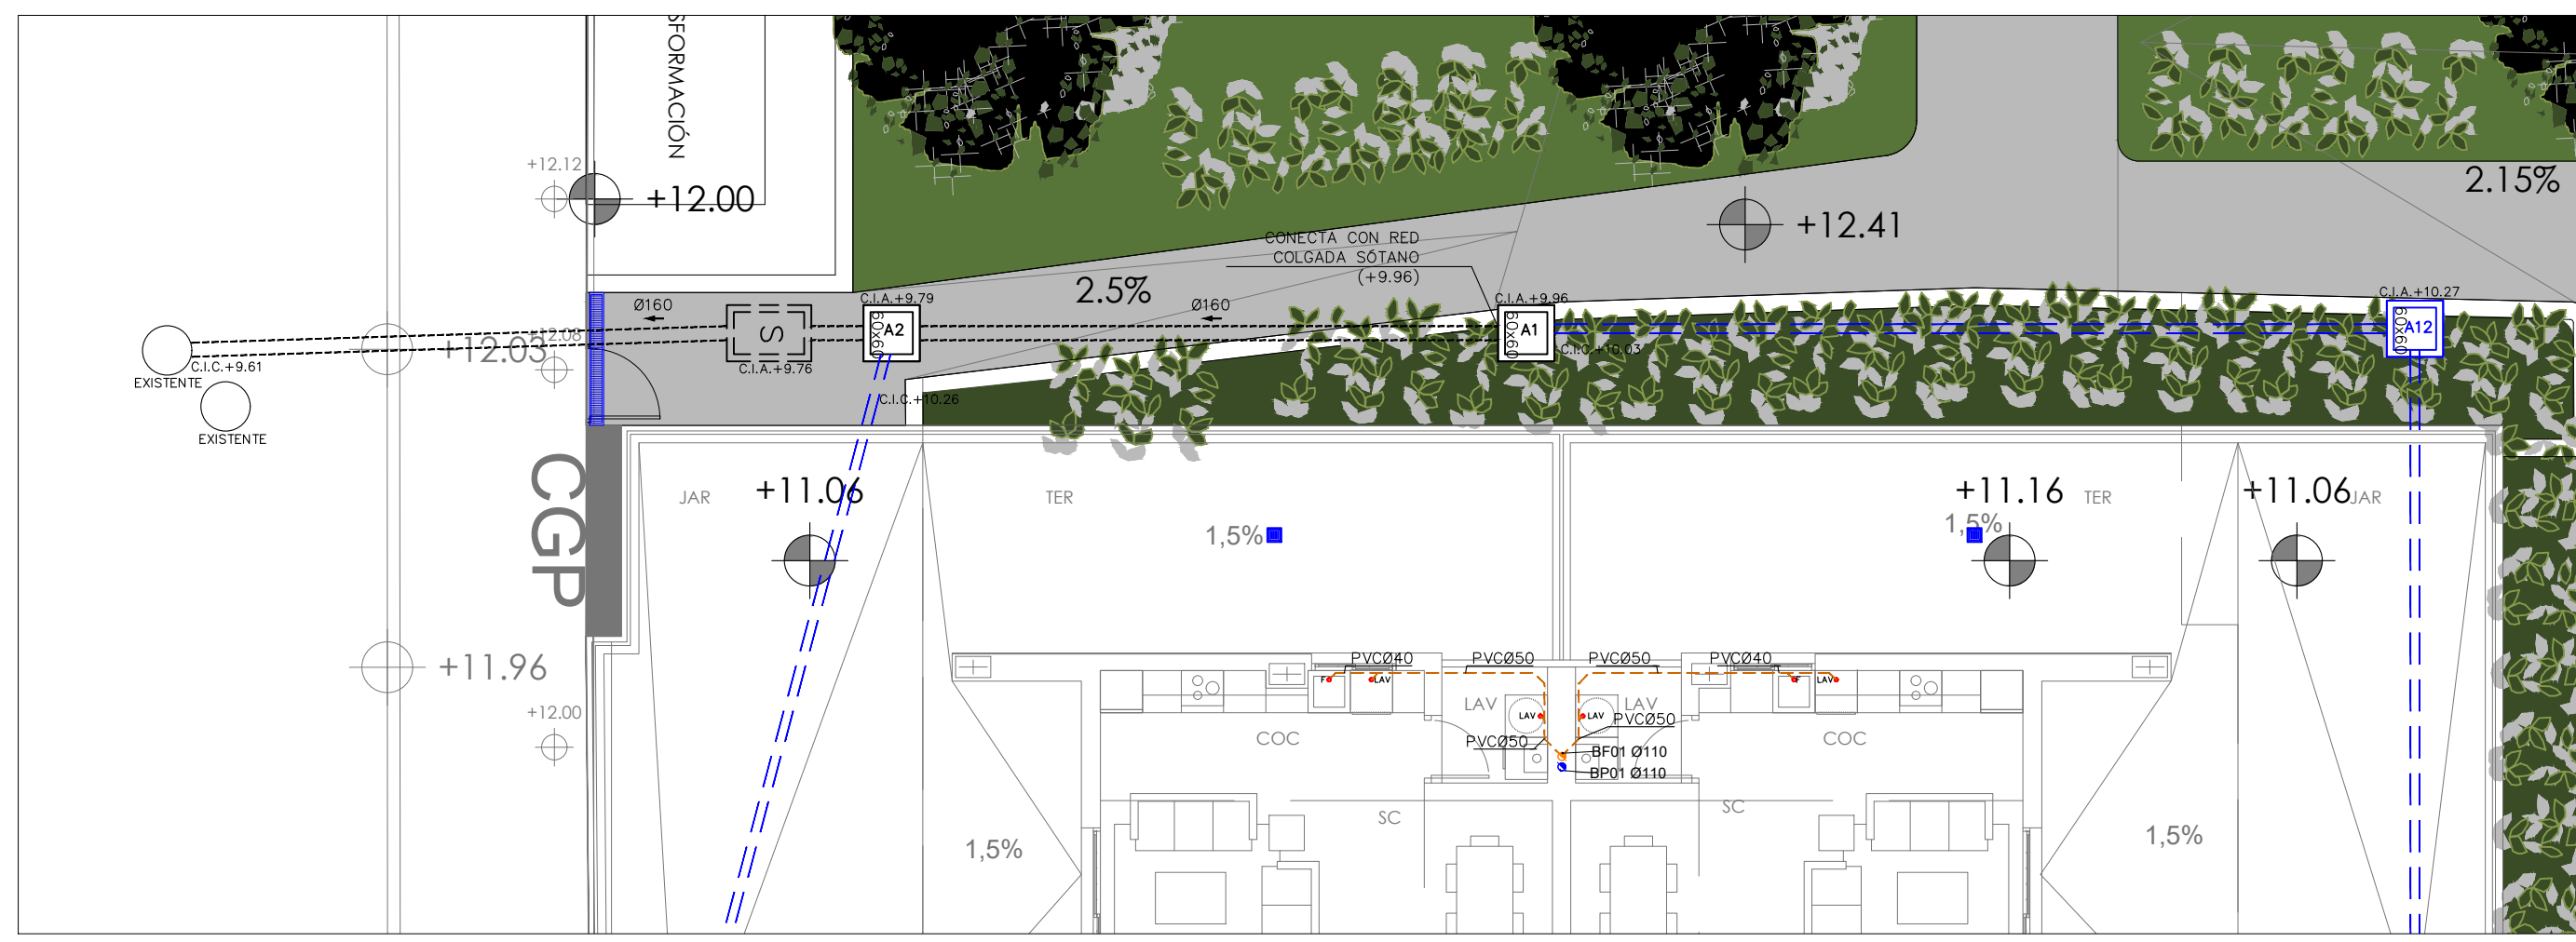 SFORMACIÓN
+12.12
+12.00
2.15%
+12.41
CONECTA CON RED
COLGADA SÓTANO
(+9.96)
2.5%
Ø160
C.I.A.+9.79
Ø160
C.I.A.+9.96
C.I.A.+10.27
60x60
A2
S
60x60
A1
60x60
A12
+12.03
+12.08
C.I.C.+9.61
C.I.A.+9.76
C.I.C.+10.03
EXISTENTE
C.I.C.+10.26
EXISTENTE
CGP
JAR
+11.06
TER
+11.16
TER
+11.06
JAR
1,5%
1,5%
+11.96
PVCØ40
PVCØ50
PVCØ50
PVCØ40
F
LAV
F
LAV
LAV
LAV
+12.00
LAV
LAV
PVCØ50
COC
PVCØ50
COC
BF01 Ø110
BP01 Ø110
SC
SC
1,5%
1,5%